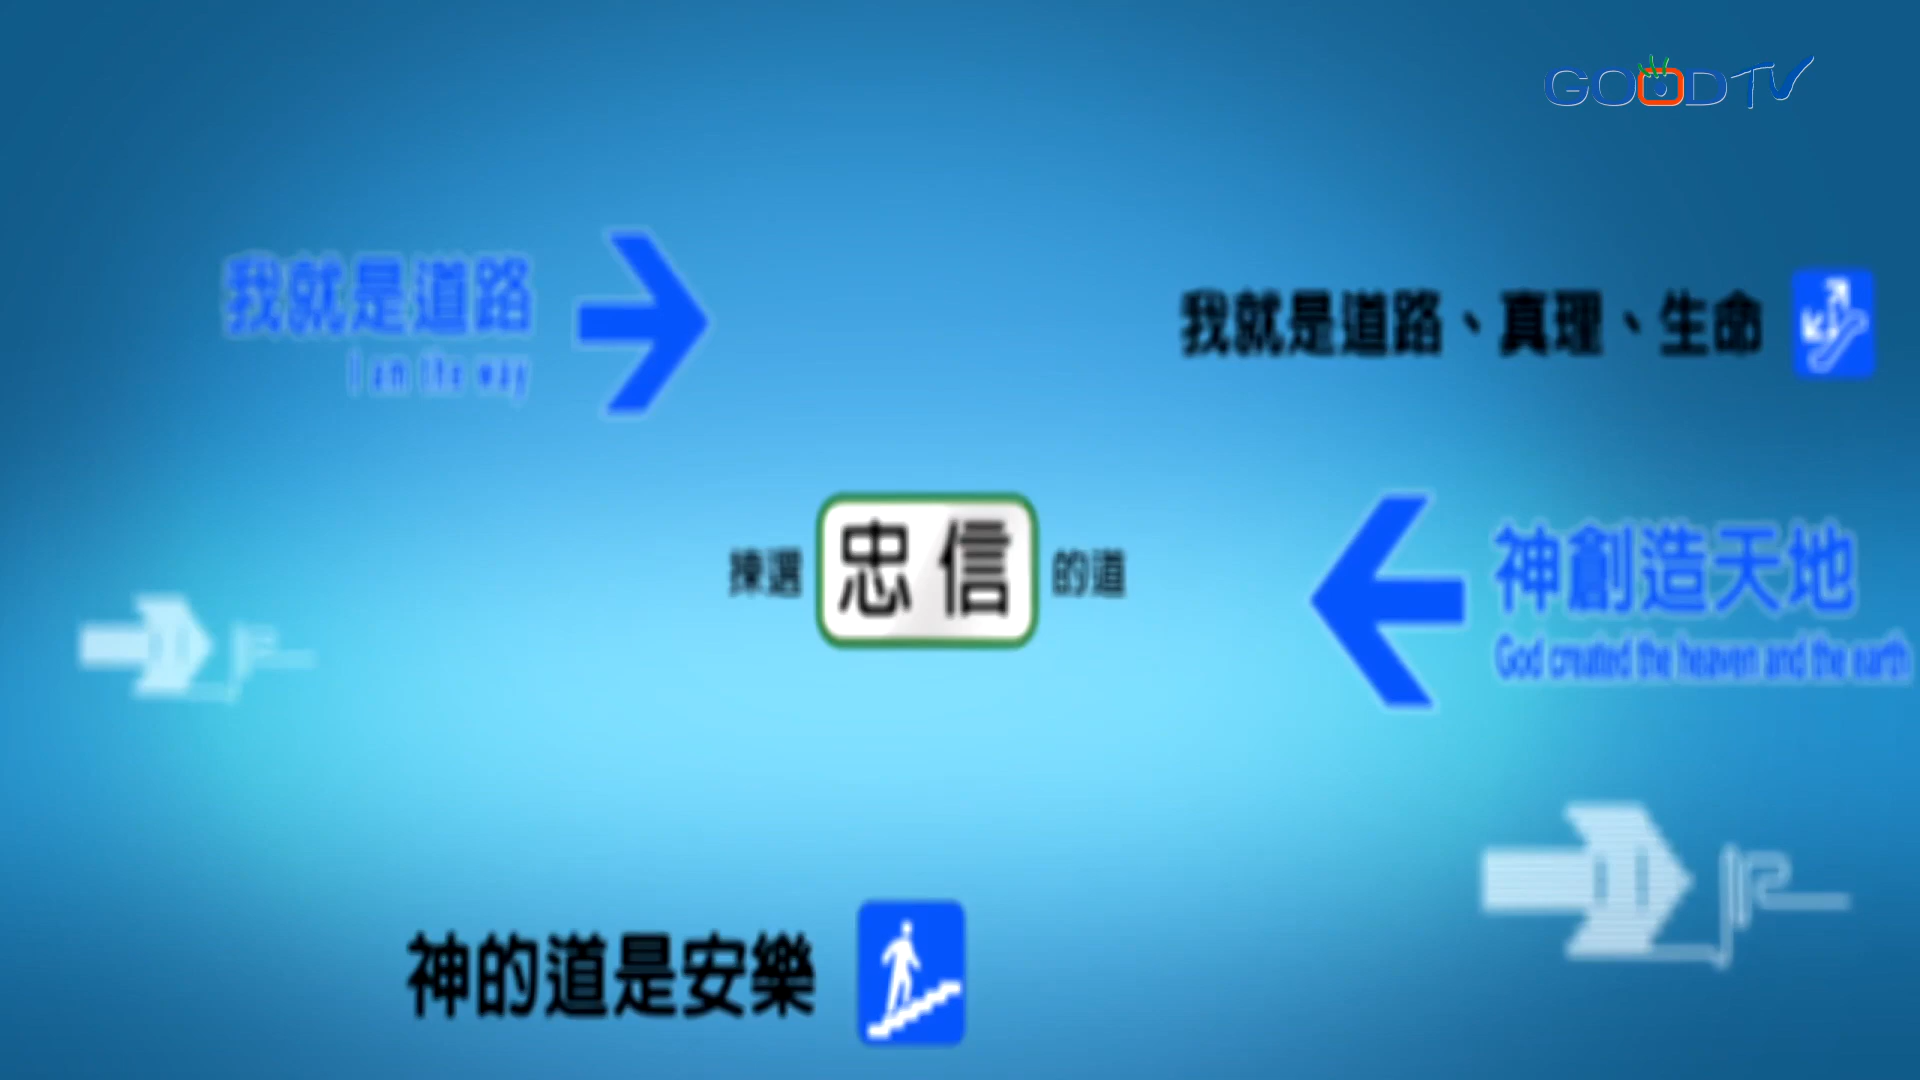 GOODTV
我就是道路
I am the way
我就是道路、真理、生命
揀選 忠信 的道
神創造天地
God created the heaven and the earth
神的道是安樂